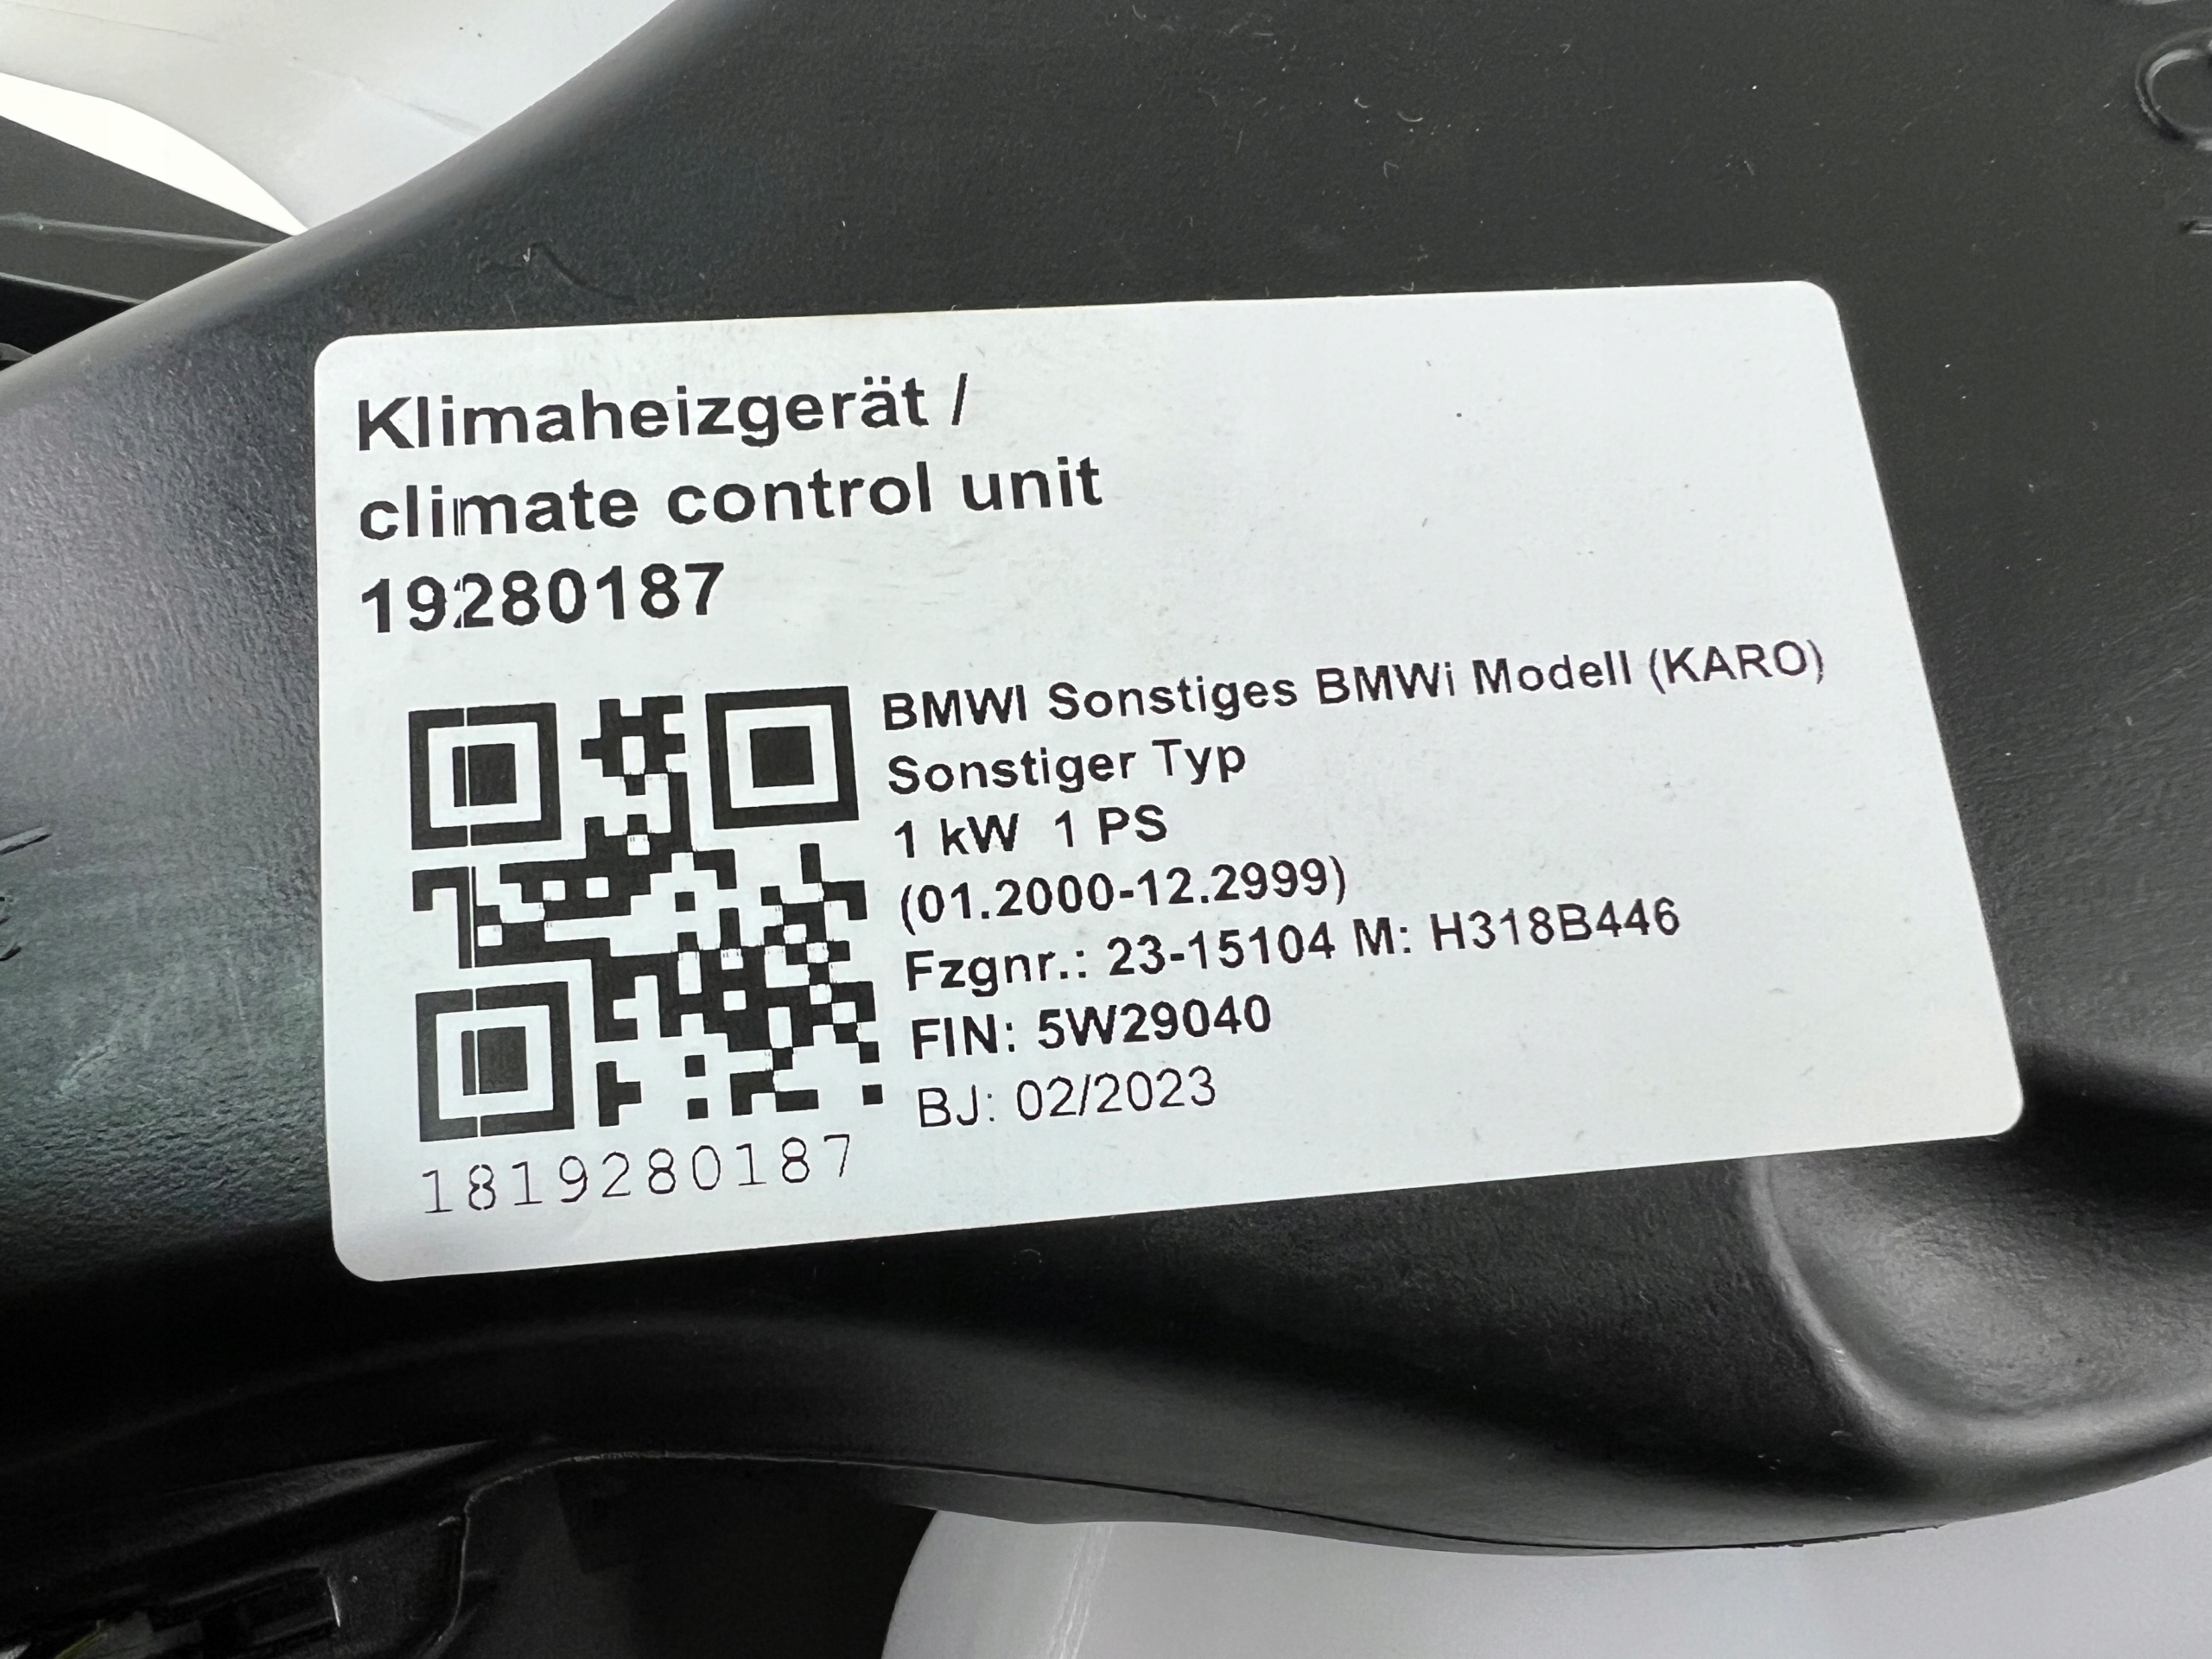 Klimaheizgerät /
climate control unit
19280187
BMWI Sonstiges BMWi Modell (KARO)
Sonstiger Typ
1 kW 1 PS
(01.2000-12.2999)
Fzgnr.: 23-15104 M: H318B446
FIN: 5W29040
BJ: 02/2023
1819280187